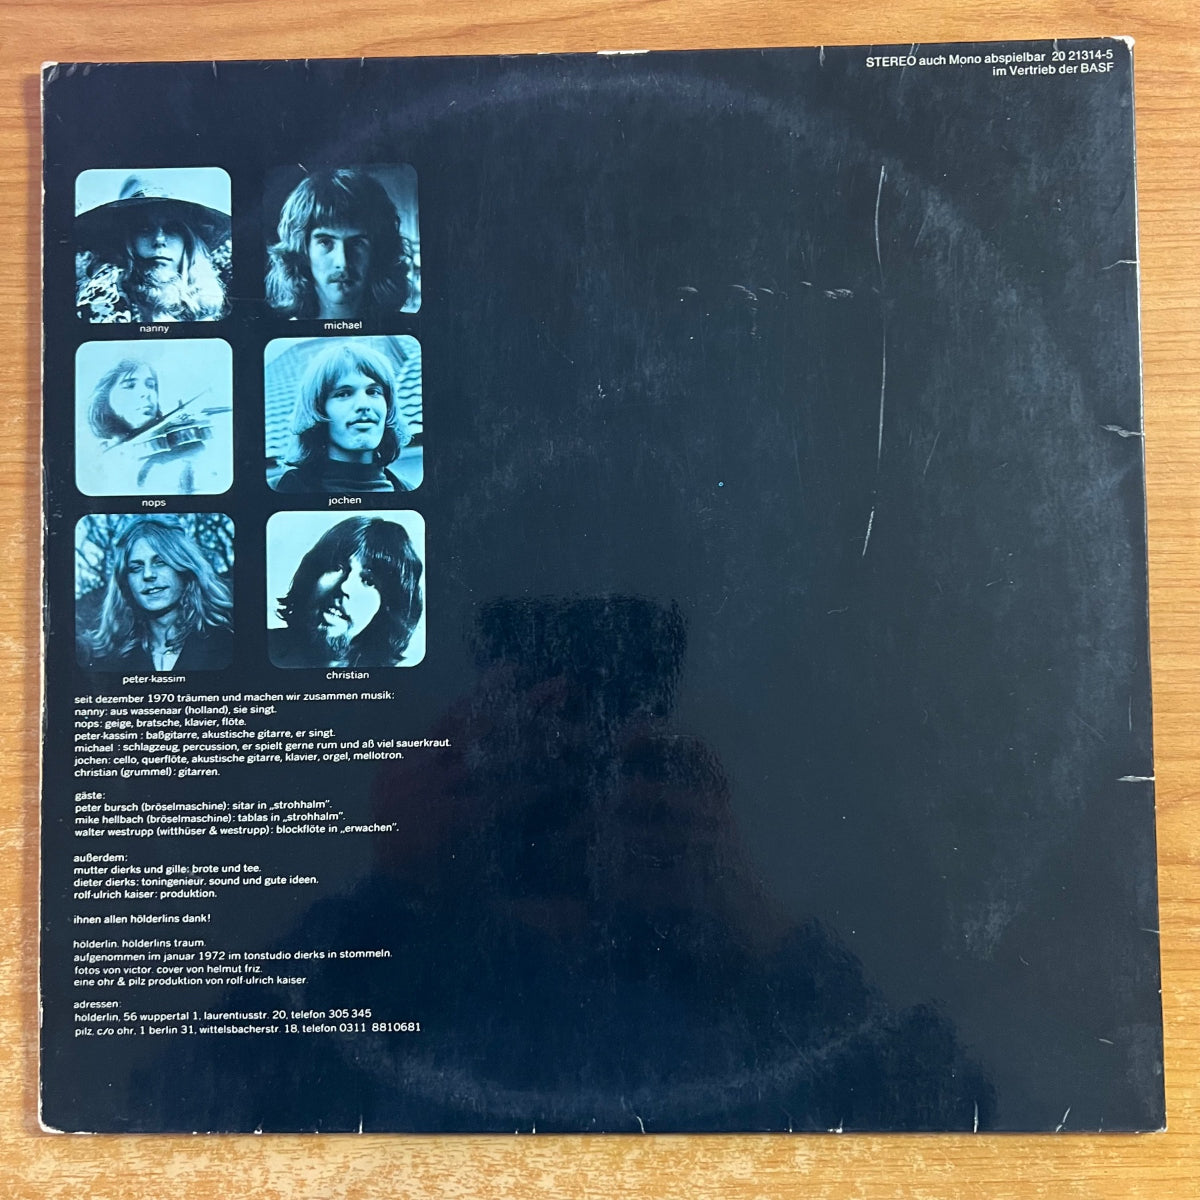 STEREO auch Mono abspielbar 20 21314-5
im Vertrieb der BASF
nanny
michael
nops
jochen
peter-kassim
christian
seit dezember 1970 träumen und machen wir zusammen musik:
nanny: aus wassenaar (holland), sie singt.
nops: geige, bratsche, klavier, flöte.
peter-kassim : baßgitarre, akustische gitarre, er singt.
michael : schlagzeug, percussion, er spielt gerne rum und aß viel sauerkraut.
jochen: cello, querflöte, akustische gitarre, klavier, orgel, mellotron.
christian (grummel): gitarren.
gäste:
peter bursch (bröselmaschine): sitar in „strohhalm".
mike hellbach (bröselmaschine): tablas in „strohhalm".
walter westrupp (witthüser & westrupp): blockflöte in „erwachen".
außerdem:
mutter dierks und gille: brote und tee.
dieter dierks: toningenieur, sound und gute ideen.
rolf-ulrich kaiser: produktion.
ihnen allen hölderlins dank!
hölderlin. hölderlins traum.
aufgenommen im januar 1972 im tonstudio dierks in stommeln.
fotos von victor. cover von helmut friz.
eine ohr & pilz produktion von rolf-ulrich kaiser.
adressen:
hölderlin, 56 wuppertal 1, laurentiusstr. 20, telefon 305 345
pilz, c/o ohr, 1 berlin 31, wittelsbacherstr. 18, telefon 0311 8810681